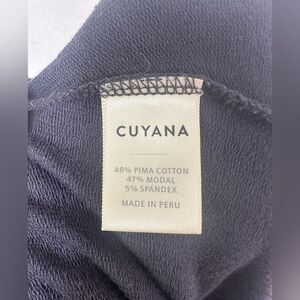 CUYANA
48% PIMA COTTON
47% MODAL
5% SPANDEX
MADE IN PERU